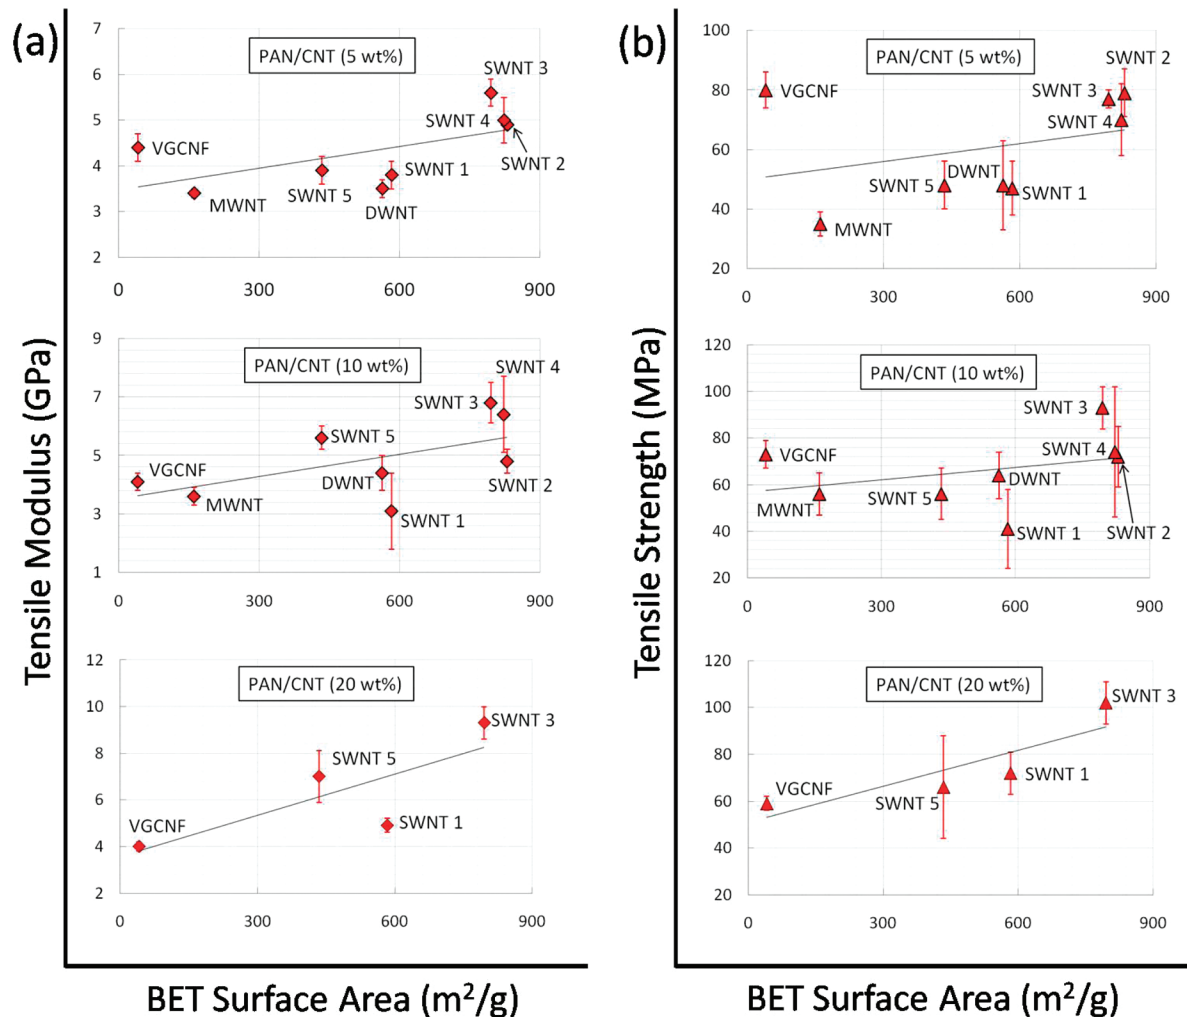 (a)
Tensile Modulus (GPa)
7
6
5
4
3
2
PAN/CNT (5 wt%)
SWNT 3
SWNT 4
SWNT 2
VGCNF
SWNT 1
MWNT
SWNT 5
DWNT
0
300
600
900
9
7
5
3
1
PAN/CNT (10 wt%)
SWNT 4
SWNT 3
SWNT 5
VGCNF
DWNT
SWNT 2
MWNT
SWNT 1
0
300
600
900
12
10
8
6
4
2
PAN/CNT (20 wt%)
SWNT 3
SWNT 5
VGCNF
SWNT 1
0
300
600
900
BET Surface Area (m²/g)
(b)
Tensile Strength (MPa)
100
80
60
40
20
PAN/CNT (5 wt%)
SWNT 2
VGCNF
SWNT 3
SWNT 4
DWNT
SWNT 5
SWNT 1
MWNT
0
300
600
900
120
100
80
60
40
20
PAN/CNT (10 wt%)
SWNT 3
VGCNF
SWNT 4
DWNT
MWNT
SWNT 5
SWNT 1
SWNT 2
0
300
600
900
120
100
80
60
40
20
PAN/CNT (20 wt%)
SWNT 3
VGCNF
SWNT 5
SWNT 1
0
300
600
900
BET Surface Area (m²/g)